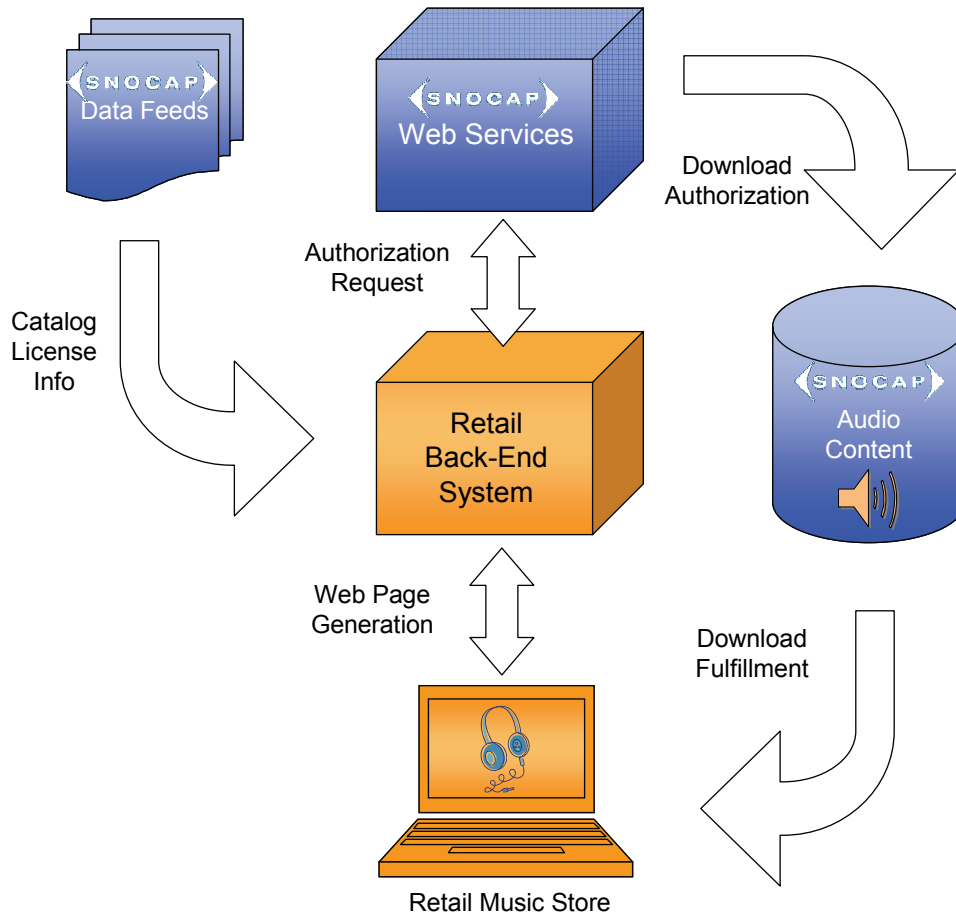 SNOCAP
Data Feeds
SNOCAP
Web Services
Download
Authorization
Authorization
Request
Catalog
License
Info
SNOCAP
Audio
Content
Retail
Back-End
System
Web Page
Generation
Download
Fulfillment
Retail Music Store